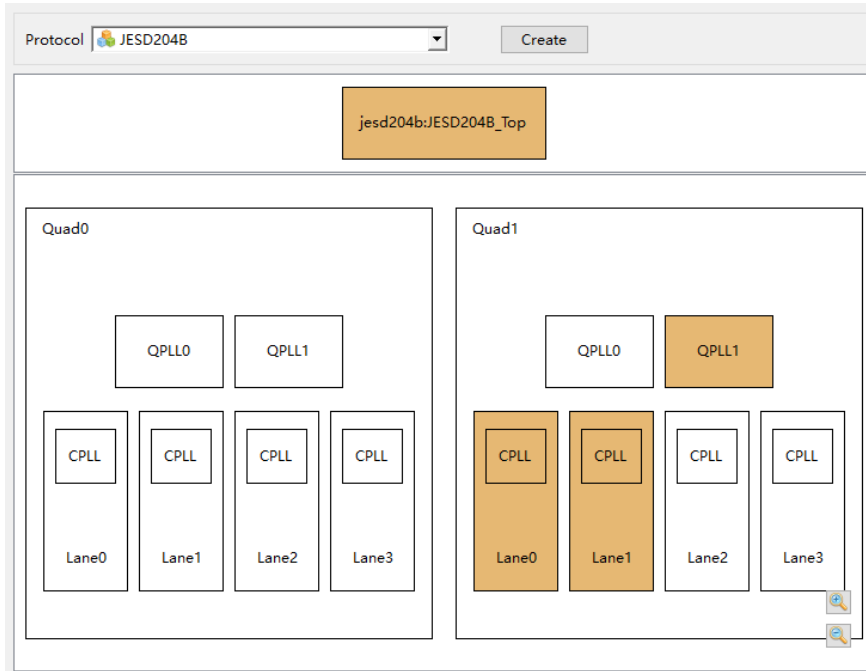 Protocol JESD204B Create
jesd204b:JESD204B_Top
Quad0 Quad1
QPLL0 QPLL1 QPLL0 QPLL1
CPLL CPLL CPLL CPLL CPLL CPLL CPLL CPLL
Lane0 Lane1 Lane2 Lane3 Lane0 Lane1 Lane2 Lane3